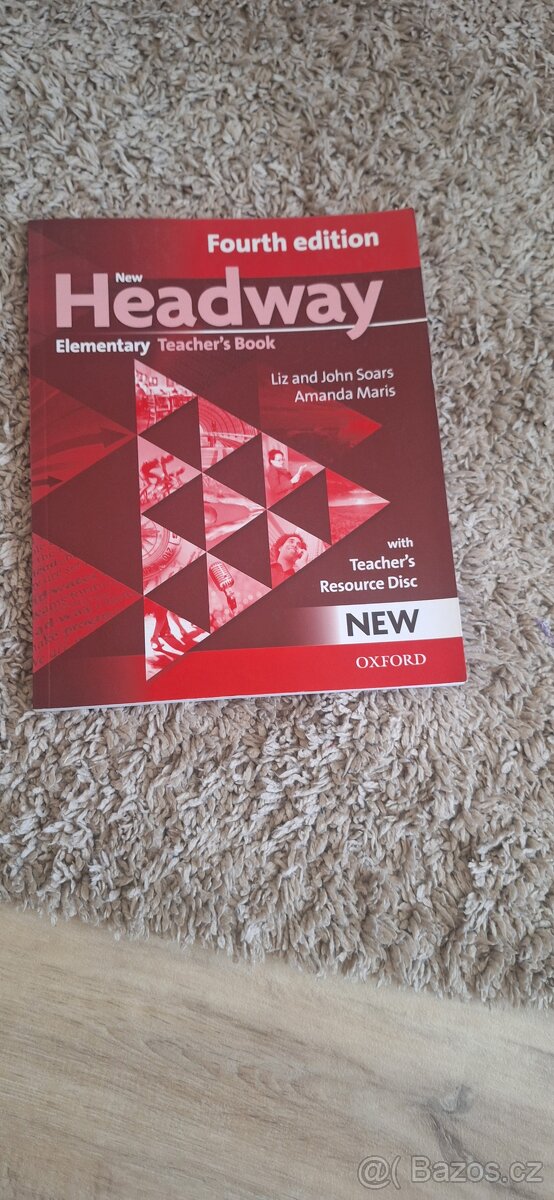 Fourth edition
New
Headway
Elementary Teacher's Book
Liz and John Soars
Amanda Maris
with
Teacher's
Resource Disc
NEW
OXFORD
@( Bazos.cz